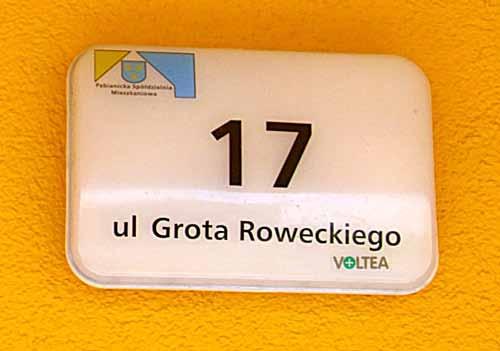 Pabianicka Spółdzielnia
Mieszkaniowa
17
ul Grota Roweckiego
VOLTEA